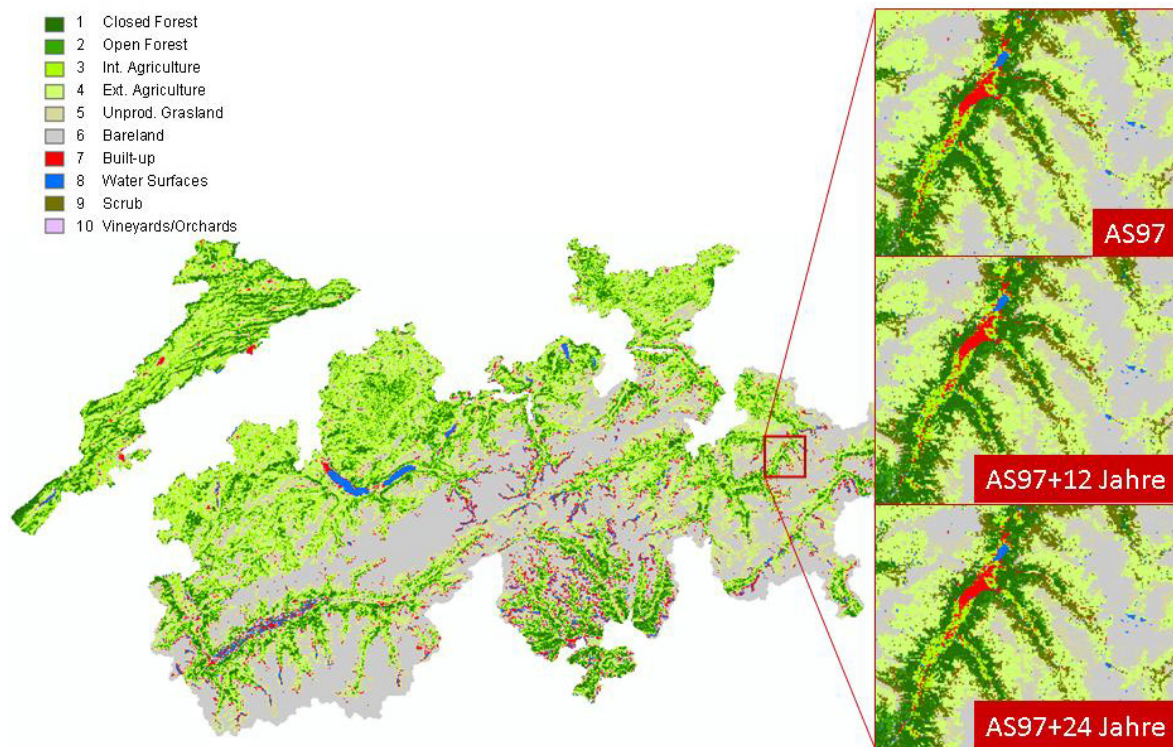 1 Closed Forest
2 Open Forest
3 Int. Agriculture
4 Ext. Agriculture
5 Unprod. Grasland
6 Bareland
7 Built-up
8 Water Surfaces
9 Scrub
10 Vineyards/Orchards
AS97
AS97+12 Jahre
AS97+24 Jahre